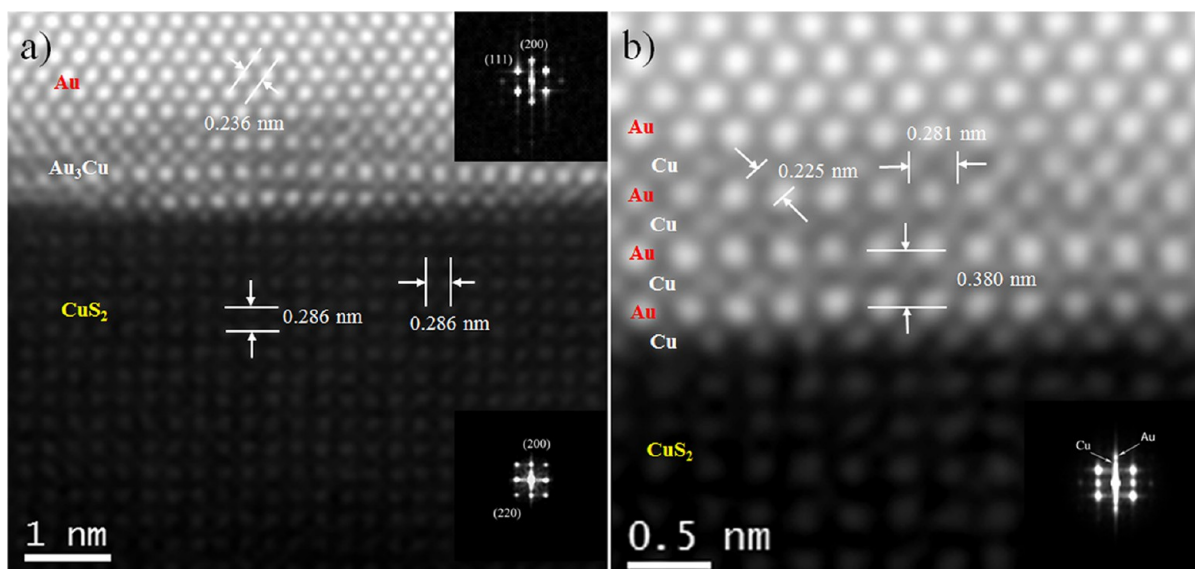 a)
(200)
(111)
Au
0.236 nm
Au₃Cu
CuS₂
0.286 nm
0.286 nm
(200)
(220)
1 nm
b)
Au
0.281 nm
Cu
0.225 nm
Au
Cu
Au
0.380 nm
Cu
Au
Cu
CuS₂
Cu
Au
0.5 nm